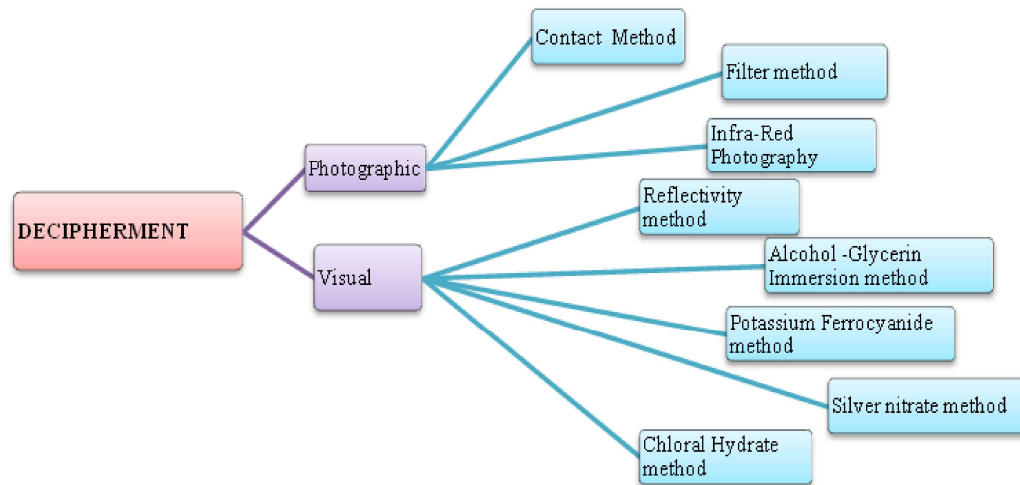 DECIPHERMENT
Photographic
Contact Method
Filter method
Infra-Red
Photography
Visual
Reflectivity
method
Alcohol -Glycerin
Immersion method
Potassium Ferrocyanide
method
Silver nitrate method
Chloral Hydrate
method